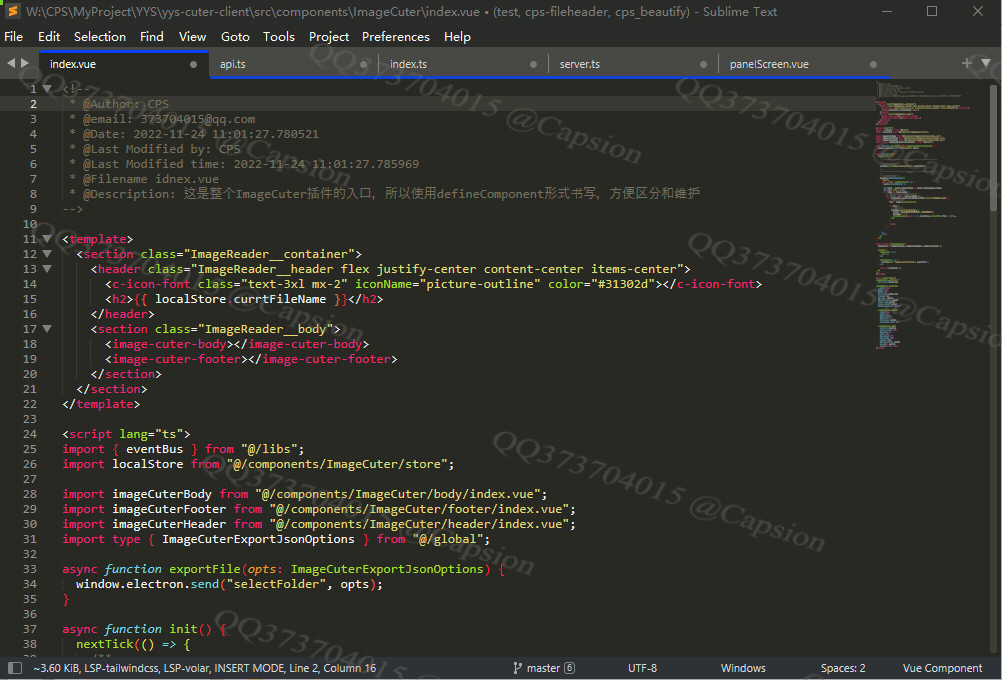 W:\CPS\MyProject\YYS\yys-cuter-client\src\components\ImageCuter\index.vue • (test, cps-fileheader, cps_beautify) - Sublime Text
File Edit Selection Find View Goto Tools Project Preferences Help
index.vue api.ts index.ts server.ts panelScreen.vue
1 <!--
2 * @Author: CPS
3 * @email: 373704015@qq.com
4 * @Date: 2022-11-24 11:01:27.780521
5 * @Last Modified by: CPS
6 * @Last Modified time: 2022-11-24 11:01:27.785969
7 * @Filename idnex.vue
8 * @Description: 这是整个ImageCuter插件的入口, 所以使用defineComponent形式书写, 方便区分和维护
9 -->
10
11 <template>
12 <section class="ImageReader__container">
13 <header class="ImageReader__header flex justify-center content-center items-center">
14 <c-icon-font class="text-3xl mx-2" iconName="picture-outline" color="#31302d"></c-icon-font>
15 <h2>{{ localStore.currtFileName }}</h2>
16 </header>
17 <section class="ImageReader__body">
18 <image-cuter-body></image-cuter-body>
19 <image-cuter-footer></image-cuter-footer>
20 </section>
21 </section>
22 </template>
23
24 <script lang="ts">
25 import { eventBus } from "@/libs";
26 import localStore from "@/components/ImageCuter/store";
27
28 import imageCuterBody from "@/components/ImageCuter/body/index.vue";
29 import imageCuterFooter from "@/components/ImageCuter/footer/index.vue";
30 import imageCuterHeader from "@/components/ImageCuter/header/index.vue";
31 import type { ImageCuterExportJsonOptions } from "@/global";
32
33 async function exportFile(opts: ImageCuterExportJsonOptions) {
34 window.electron.send("selectFolder", opts);
35 }
36
37 async function init() {
38 nextTick(() => {
~3.60 KiB, LSP-tailwindcss, LSP-volar, INSERT MODE, Line 2, Column 16 master 6 UTF-8 Windows Spaces: 2 Vue Component
QQ373704015 @Capsion
QQ373704015 @Capsion
QQ373704015 @Capsion
QQ373704015 @Capsion
QQ373704015 @Capsion
QQ373704015 @Capsion
QQ373704015